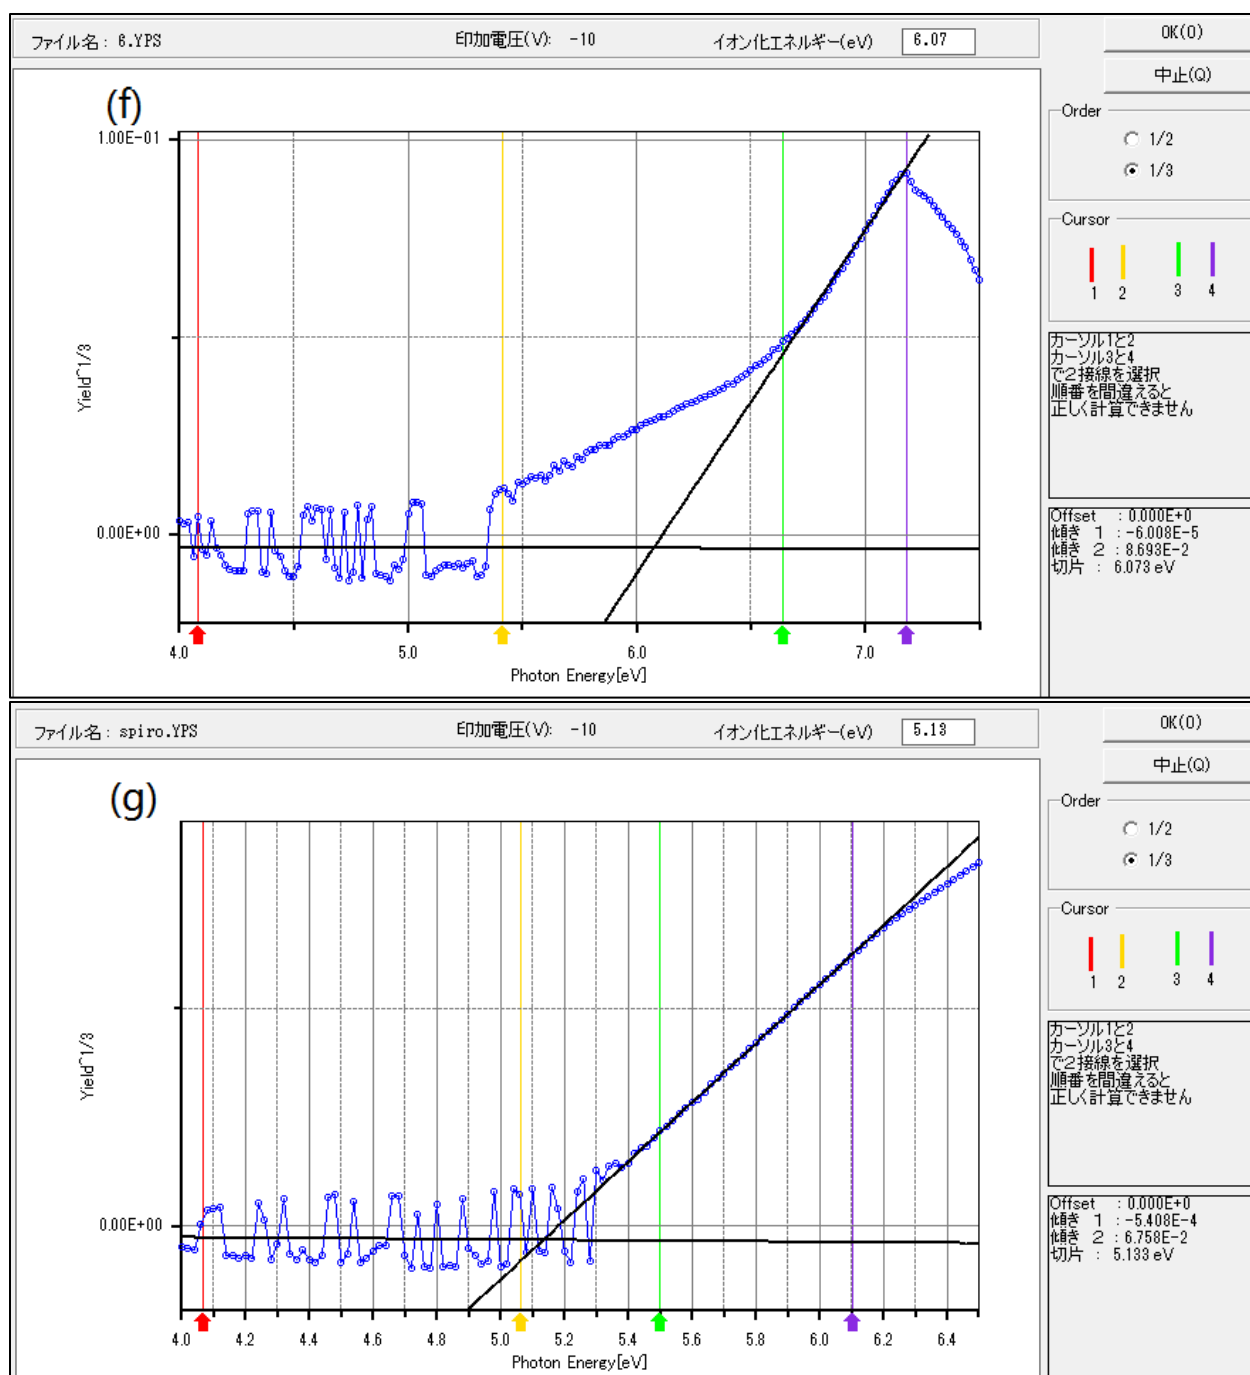 ファイル名: 6.YPS 印加電圧(V): -10 イオン化エネルギー(eV) 6.07
OK(O)
中止(Q)
(f)
1.00E-01
0.00E+00
Yield^1/3
4.0 5.0 6.0 7.0
Photon Energy[eV]
Order
1/2
1/3
Cursor
1 2 3 4
カーソル1と2
カーソル3と4
で2接線を選択
順番を間違えると
正しく計算できません
Offset : 0.000E+0
傾き 1 : -6.008E-5
傾き 2 : 8.693E-2
切片 : 6.073 eV
ファイル名: spiro.YPS 印加電圧(V): -10 イオン化エネルギー(eV) 5.13
OK(O)
中止(Q)
(g)
0.00E+00
Yield^1/3
4.0 4.2 4.4 4.6 4.8 5.0 5.2 5.4 5.6 5.8 6.0 6.2 6.4
Photon Energy[eV]
Order
1/2
1/3
Cursor
1 2 3 4
カーソル1と2
カーソル3と4
で2接線を選択
順番を間違えると
正しく計算できません
Offset : 0.000E+0
傾き 1 : -5.408E-4
傾き 2 : 6.758E-2
切片 : 5.133 eV